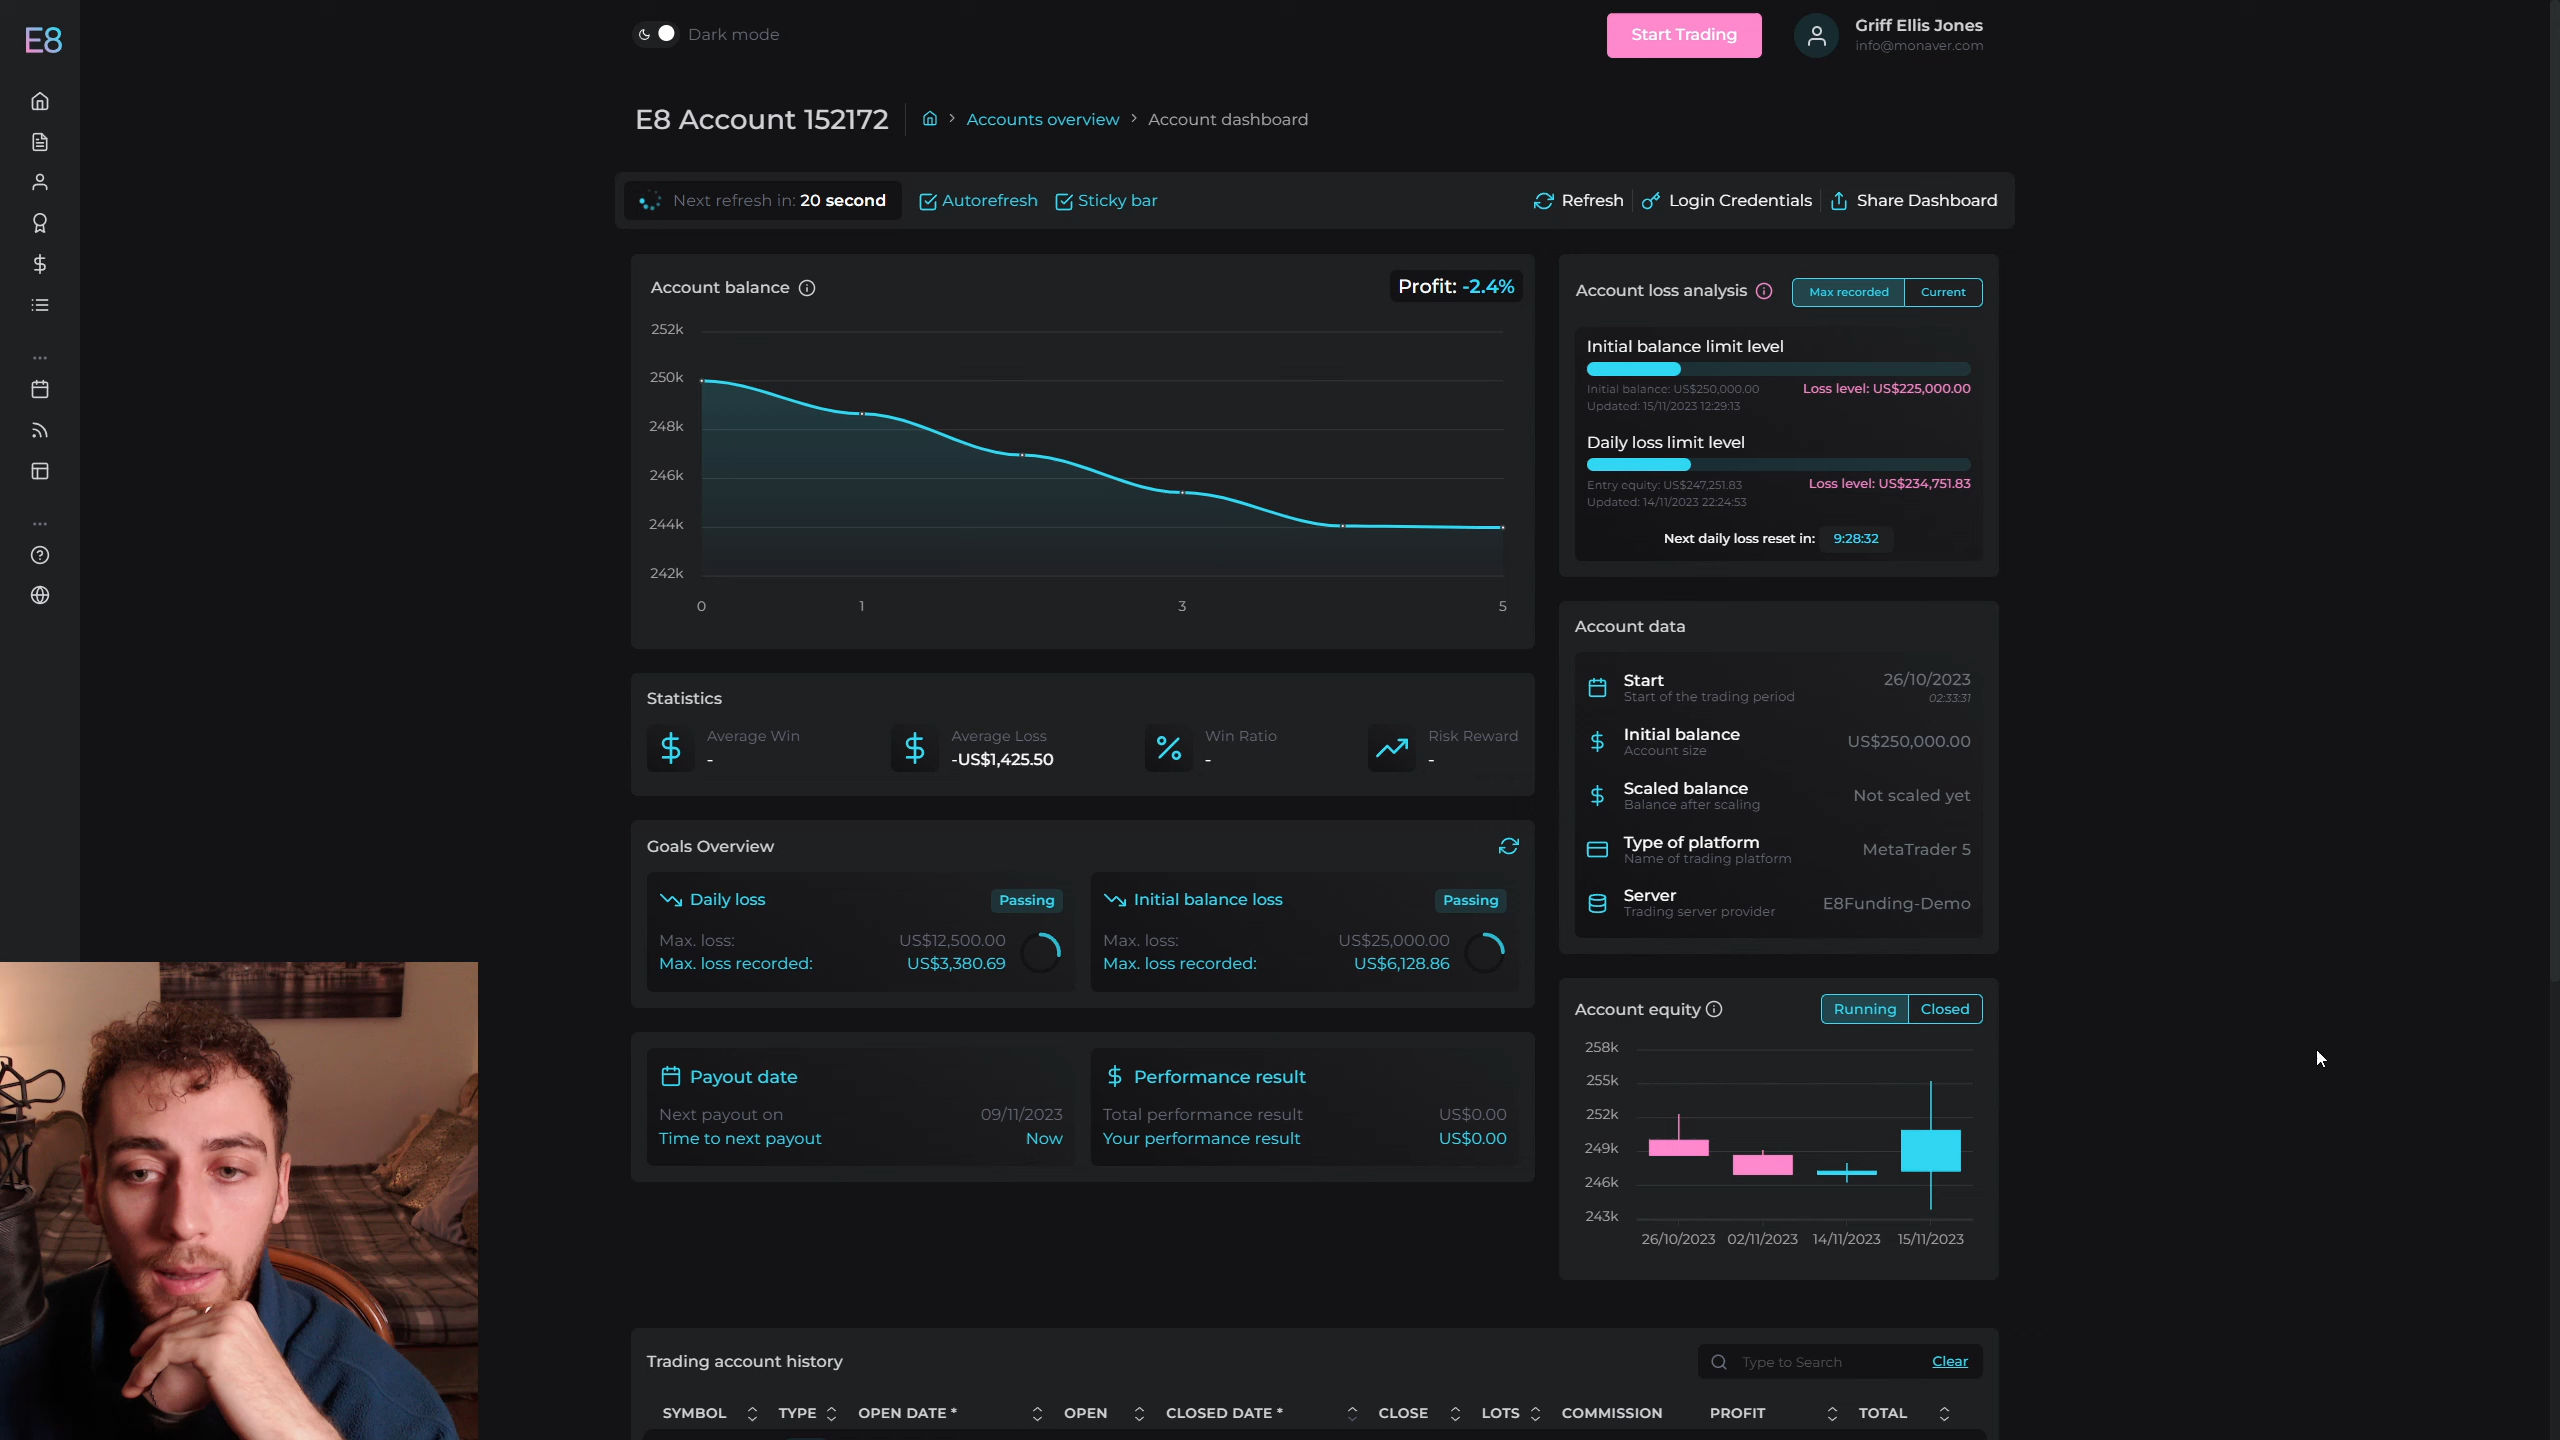 E8
Dark mode
Start Trading
Griff Ellis Jones
info@monaver.com
E8 Account 152172
Accounts overview
Account dashboard
Next refresh in: 20 second
Autorefresh
Sticky bar
Refresh
Login Credentials
Share Dashboard
Account balance
Profit: -2.4%
252k
250k
248k
246k
244k
242k
0 1 3 5
Account loss analysis
Max recorded
Current
Initial balance limit level
Initial balance: US$250,000.00
Loss level: US$225,000.00
Updated: 15/11/2023 12:29:13
Daily loss limit level
Entry equity: US$247,251.83
Loss level: US$234,751.83
Updated: 14/11/2023 22:24:53
Next daily loss reset in: 9:28:32
Statistics
Average Win
-
Average Loss
-US$1,425.50
Win Ratio
-
Risk Reward
-
Account data
Start
26/10/2023
Start of the trading period
02:33:31
Initial balance
US$250,000.00
Account size
Scaled balance
Not scaled yet
Balance after scaling
Type of platform
MetaTrader 5
Name of trading platform
Server
E8Funding-Demo
Trading server provider
Goals Overview
Daily loss
Passing
Max. loss: US$12,500.00
Max. loss recorded: US$3,380.69
Initial balance loss
Passing
Max. loss: US$25,000.00
Max. loss recorded: US$6,128.86
Payout date
Next payout on 09/11/2023
Time to next payout Now
Performance result
Total performance result US$0.00
Your performance result US$0.00
Account equity
Running
Closed
258k
255k
252k
249k
246k
243k
26/10/2023 02/11/2023 14/11/2023 15/11/2023
Trading account history
Type to Search
Clear
SYMBOL TYPE OPEN DATE * OPEN CLOSED DATE * CLOSE LOTS COMMISSION PROFIT TOTAL